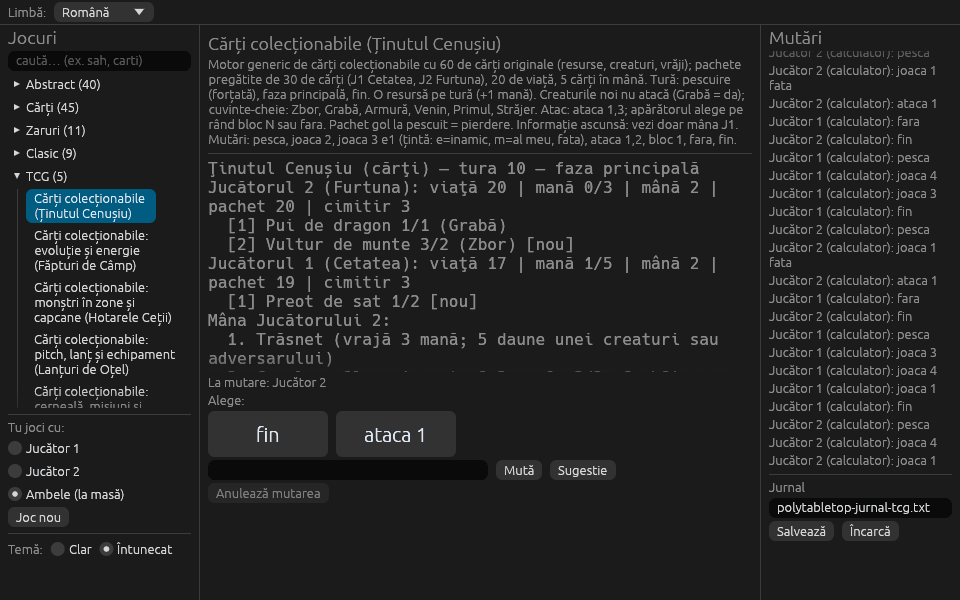 Limbă: Română
Jocuri
caută... (ex. sah, carti)
Abstract (40)
Cărți (45)
Zaruri (11)
Clasic (9)
TCG (5)
Cărți colecționabile
(Ținutul Cenușiu)
Cărți colecționabile:
evoluție și energie
(Făpturi de Câmp)
Cărți colecționabile:
monștri în zone și
capcane (Hotarele Ceții)
Cărți colecționabile:
pitch, lanț și echipament
(Lanțuri de Oțel)
Cărți colecționabile:
cerneală, misiuni și
Tu joci cu:
Jucător 1
Jucător 2
Ambele (la masă)
Joc nou
Temă: Clar Întunecat
Cărți colecționabile (Ținutul Cenușiu)
Motor generic de cărți colecționabile cu 60 de cărți originale (resurse, creaturi, vrăji); pachete
pregătite de 30 de cărți (J1 Cetatea, J2 Furtuna), 20 de viață, 5 cărți în mână. Tură: pescuire
(forțată), faza principală, fin. O resursă pe tură (+1 mană). Creaturile noi nu atacă (Grabă = da);
cuvinte-cheie: Zbor, Grabă, Armură, Venin, Primul, Străjer. Atac: ataca 1,3; apărătorul alege pe
rând bloc N sau fara. Pachet gol la pescuit = pierdere. Informație ascunsă: vezi doar mâna J1.
Mutări: pesca, joaca 2, joaca 3 e1 (țintă: e=inamic, m=al meu, fata), ataca 1,2, bloc 1, fara, fin.
Ţinutul Cenușiu (cărţi) — tura 10 — faza principală
Jucătorul 2 (Furtuna): viaţă 20 | mană 0/3 | mână 2 |
pachet 20 | cimitir 3
[1] Pui de dragon 1/1 (Grabă)
[2] Vultur de munte 3/2 (Zbor) [nou]
Jucătorul 1 (Cetatea): viaţă 17 | mană 1/5 | mână 2 |
pachet 19 | cimitir 3
[1] Preot de sat 1/2 [nou]
Mâna Jucătorului 2:
1. Trăsnet (vrajă 3 mană; 5 daune unei creaturi sau
adversarului)
La mutare: Jucător 2
Alege:
fin ataca 1
Mută Sugestie
Anulează mutarea
Mutări
Jucător 2 (calculator): pesca
Jucător 2 (calculator): joaca 1
fata
Jucător 2 (calculator): ataca 1
Jucător 1 (calculator): fara
Jucător 2 (calculator): fin
Jucător 1 (calculator): pesca
Jucător 1 (calculator): joaca 4
Jucător 1 (calculator): joaca 3
Jucător 1 (calculator): fin
Jucător 2 (calculator): pesca
Jucător 2 (calculator): joaca 1
fata
Jucător 2 (calculator): ataca 1
Jucător 1 (calculator): fara
Jucător 2 (calculator): fin
Jucător 1 (calculator): pesca
Jucător 1 (calculator): joaca 3
Jucător 1 (calculator): joaca 4
Jucător 1 (calculator): joaca 1
Jucător 1 (calculator): fin
Jucător 2 (calculator): pesca
Jucător 2 (calculator): joaca 4
Jucător 2 (calculator): joaca 1
Jurnal
polytabletop-jurnal-tcg.txt
Salvează Încarcă